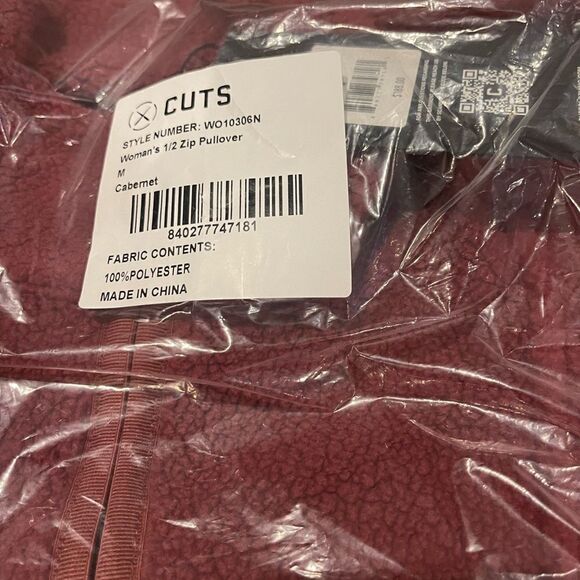 CUTS
STYLE NUMBER: WO10306N
Woman's 1/2 Zip Pullover
M
Cabernet
840277747181
FABRIC CONTENTS:
100%POLYESTER
MADE IN CHINA